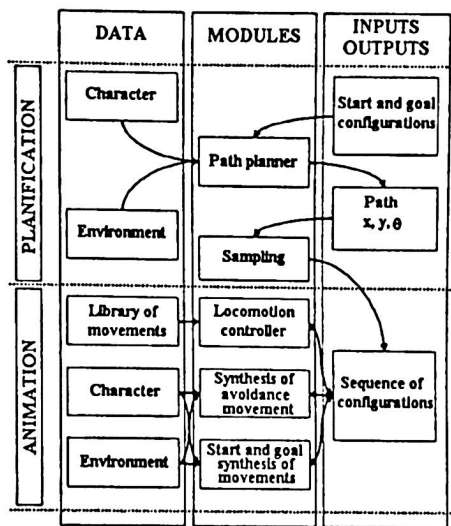 DATA
MODULES
INPUTS
OUTPUTS
PLANIFICATION
Character
Start and goal
configurations
Path planner
Path
x, y, θ
Environment
Sampling
ANIMATION
Library of
movements
Locomotion
controller
Character
Synthesis of
avoidance
movement
Sequence of
configurations
Environment
Start and goal
synthesis of
movements